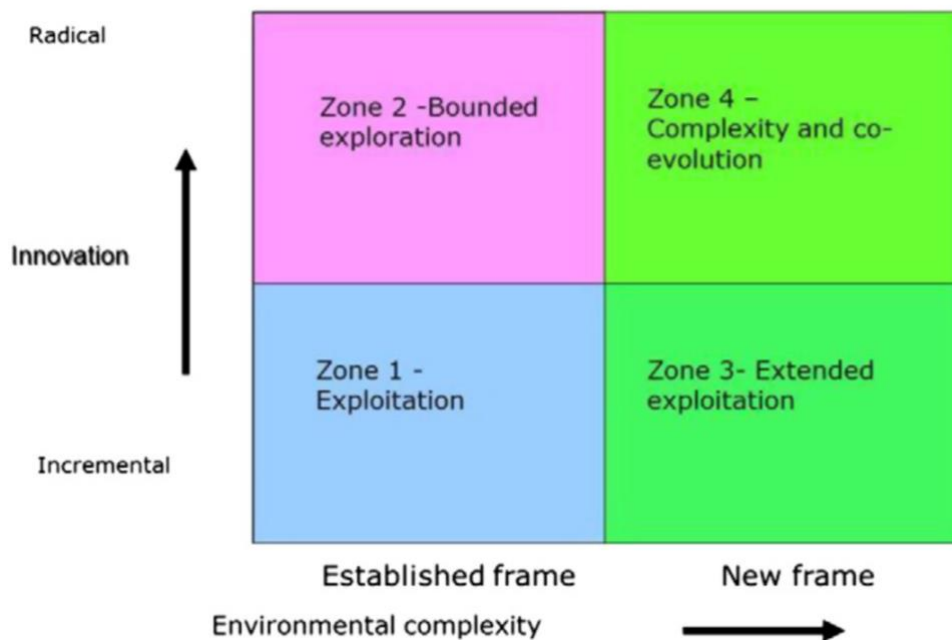 Radical
Zone 2 -Bounded
exploration
Zone 4 –
Complexity and co-
evolution
Innovation
Zone 1 -
Exploitation
Zone 3- Extended
exploitation
Incremental
Established frame
New frame
Environmental complexity